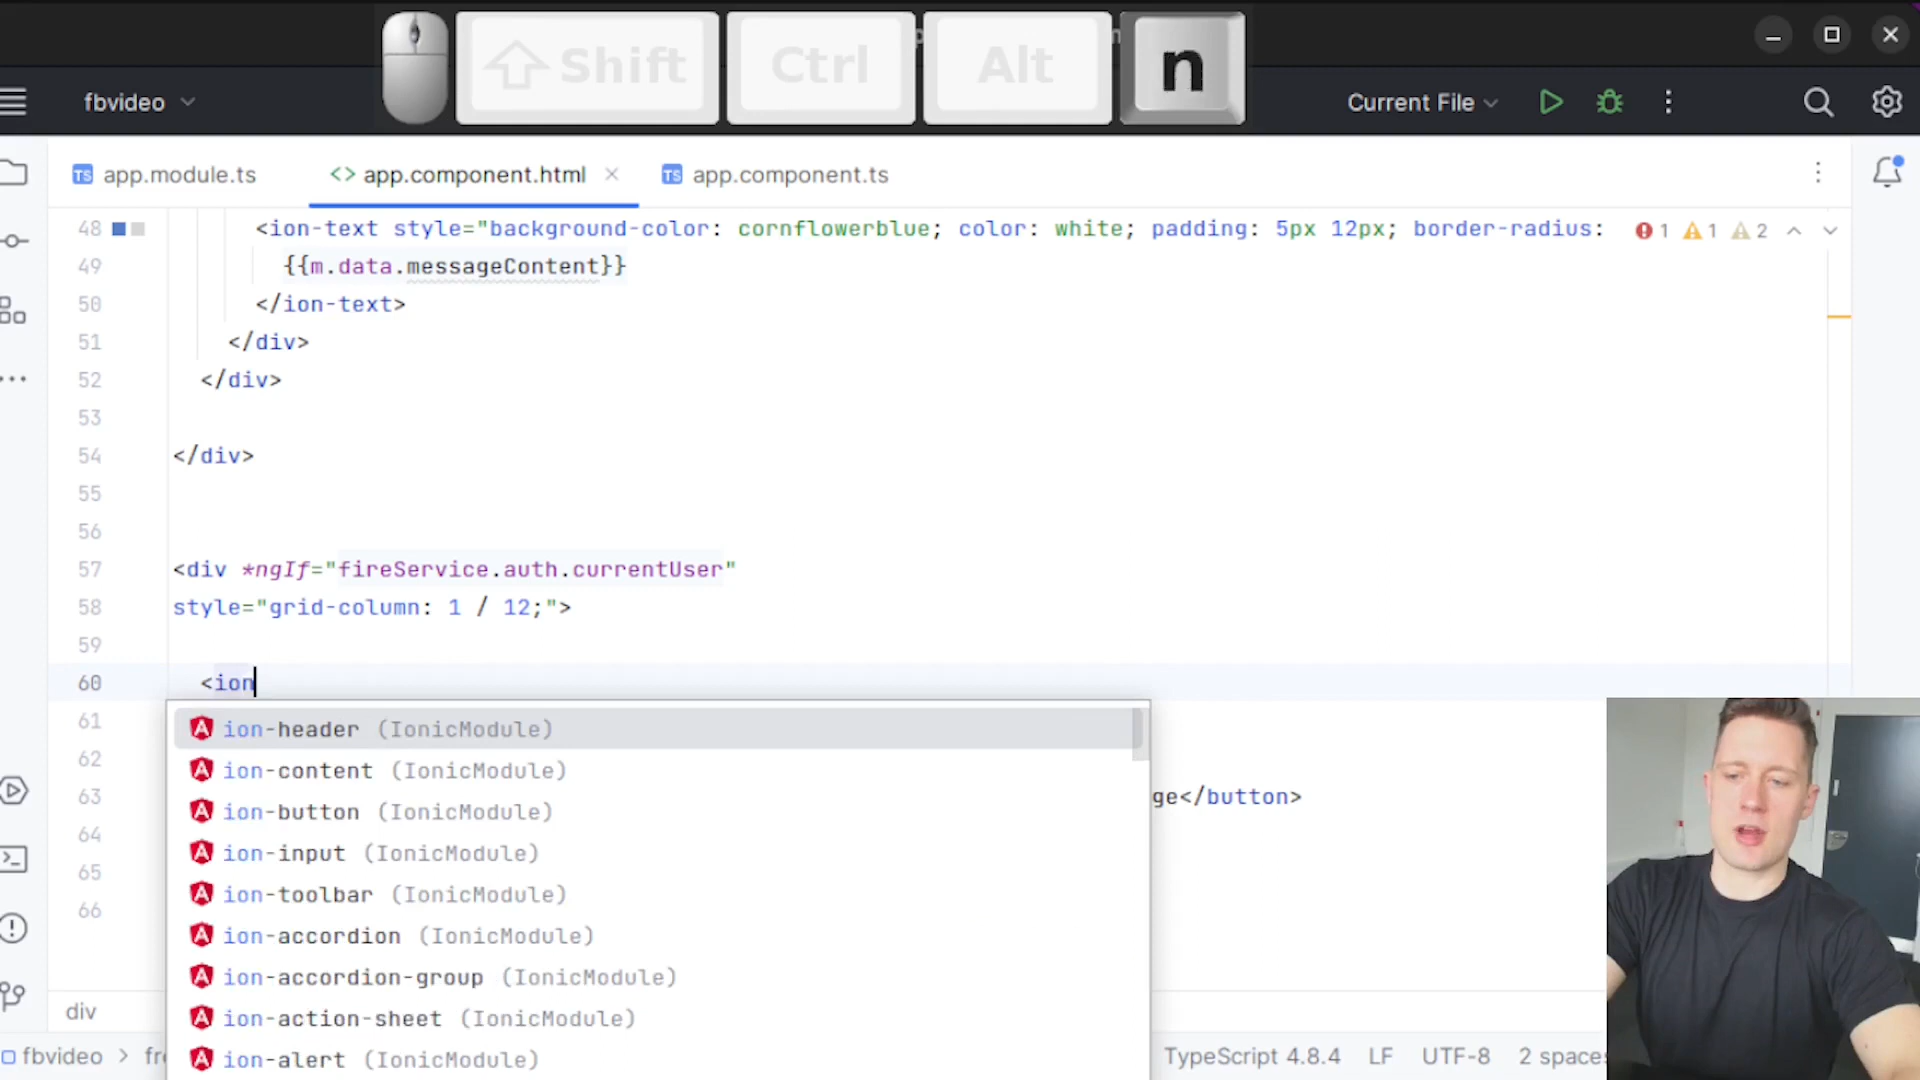 Shift
Ctrl
Alt
n
fbvideo
Current File
app.module.ts
app.component.html
app.component.ts
48 <ion-text style="background-color: cornflowerblue; color: white; padding: 5px 12px; border-radius:
1 1 2
49 {{m.data.messageContent}}
50 </ion-text>
51 </div>
52 </div>
53
54 </div>
55
56
57 <div *ngIf="fireService.auth.currentUser"
58 style="grid-column: 1 / 12;">
59
60 <ion
61 ion-header (IonicModule)
62 ion-content (IonicModule)
63 ge</button>
ion-button (IonicModule)
64 ion-input (IonicModule)
65 ion-toolbar (IonicModule)
66 ion-accordion (IonicModule)
ion-accordion-group (IonicModule)
div ion-action-sheet (IonicModule)
ion-alert (IonicModule)
fbvideo > TypeScript 4.8.4 LF UTF-8 2 spaces